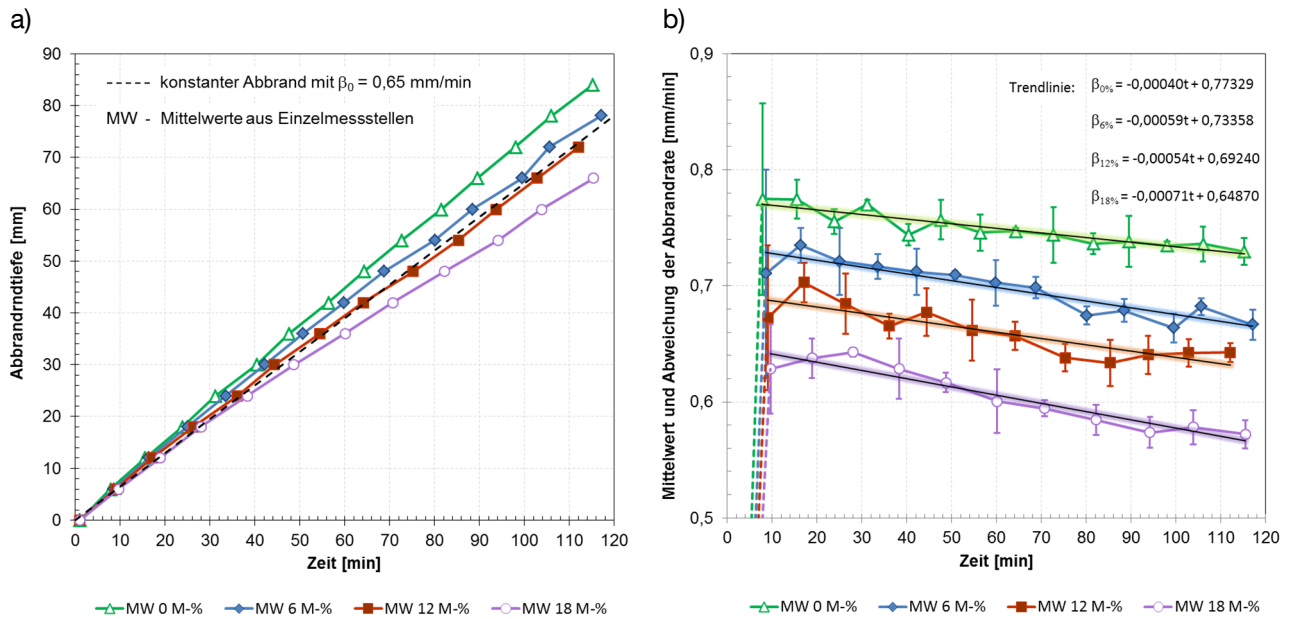 a)
90
80
70
60
50
40
30
20
10
0
Abbrandrndtiefe [mm]
konstanter Abbrand mit β0 = 0,65 mm/min
MW - Mittelwerte aus Einzelmessstellen
0 10 20 30 40 50 60 70 80 90 100 110 120
Zeit [min]
MW 0 M-% MW 6 M-% MW 12 M-% MW 18 M-%
b)
0,9
0,8
0,7
0,6
0,5
Mittelwert und Abweichung der Abbrandrate [mm/min]
Trendlinie: β0% = -0,00040t + 0,77329
β6% = -0,00059t + 0,73358
β12% = -0,00054t + 0,69240
β18% = -0,00071t + 0,64870
0 10 20 30 40 50 60 70 80 90 100 110 120
Zeit [min]
MW 0 M-% MW 6 M-% MW 12 M-% MW 18 M-%